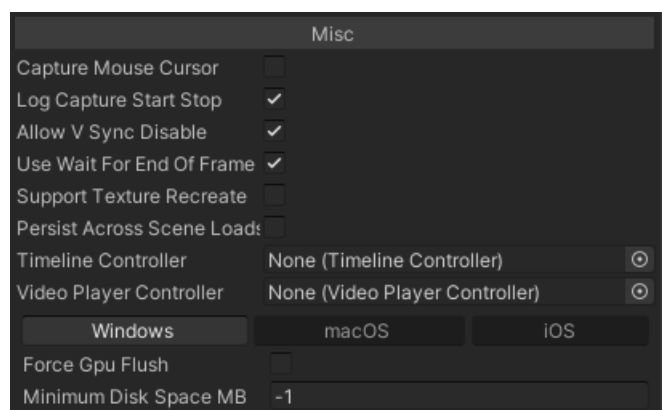 Misc
Capture Mouse Cursor
Log Capture Start Stop
Allow V Sync Disable
Use Wait For End Of Frame
Support Texture Recreate
Persist Across Scene Loads
Timeline Controller None (Timeline Controller)
Video Player Controller None (Video Player Controller)
Windows macOS iOS
Force Gpu Flush
Minimum Disk Space MB -1